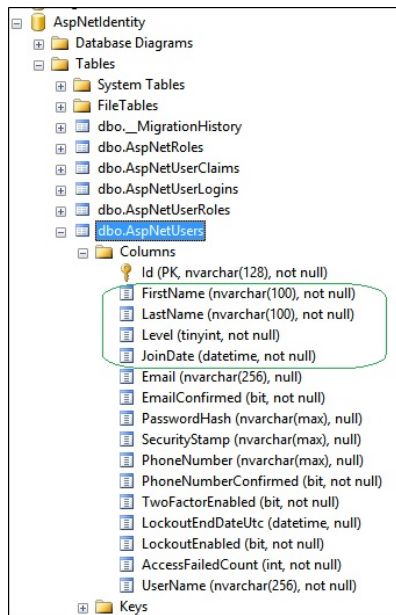 AspNetIdentity
Database Diagrams
Tables
System Tables
FileTables
dbo.__MigrationHistory
dbo.AspNetRoles
dbo.AspNetUserClaims
dbo.AspNetUserLogins
dbo.AspNetUserRoles
dbo.AspNetUsers
Columns
Id (PK, nvarchar(128), not null)
FirstName (nvarchar(100), not null)
LastName (nvarchar(100), not null)
Level (tinyint, not null)
JoinDate (datetime, not null)
Email (nvarchar(256), null)
EmailConfirmed (bit, not null)
PasswordHash (nvarchar(max), null)
SecurityStamp (nvarchar(max), null)
PhoneNumber (nvarchar(max), null)
PhoneNumberConfirmed (bit, not null)
TwoFactorEnabled (bit, not null)
LockoutEndDateUtc (datetime, null)
LockoutEnabled (bit, not null)
AccessFailedCount (int, not null)
UserName (nvarchar(256), not null)
Keys